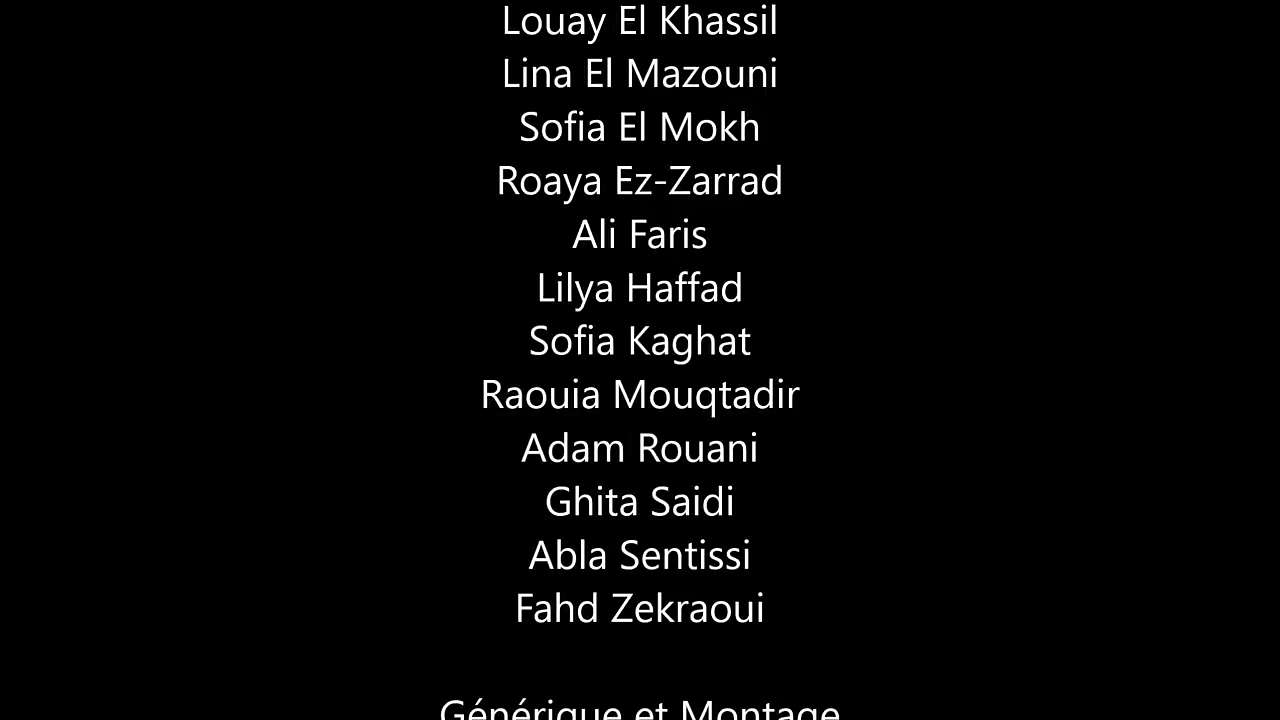 Louay El Khassil
Lina El Mazouni
Sofia El Mokh
Roaya Ez-Zarrad
Ali Faris
Lilya Haffad
Sofia Kaghat
Raouia Mouqtadir
Adam Rouani
Ghita Saidi
Abla Sentissi
Fahd Zekraoui
Générique et Montage